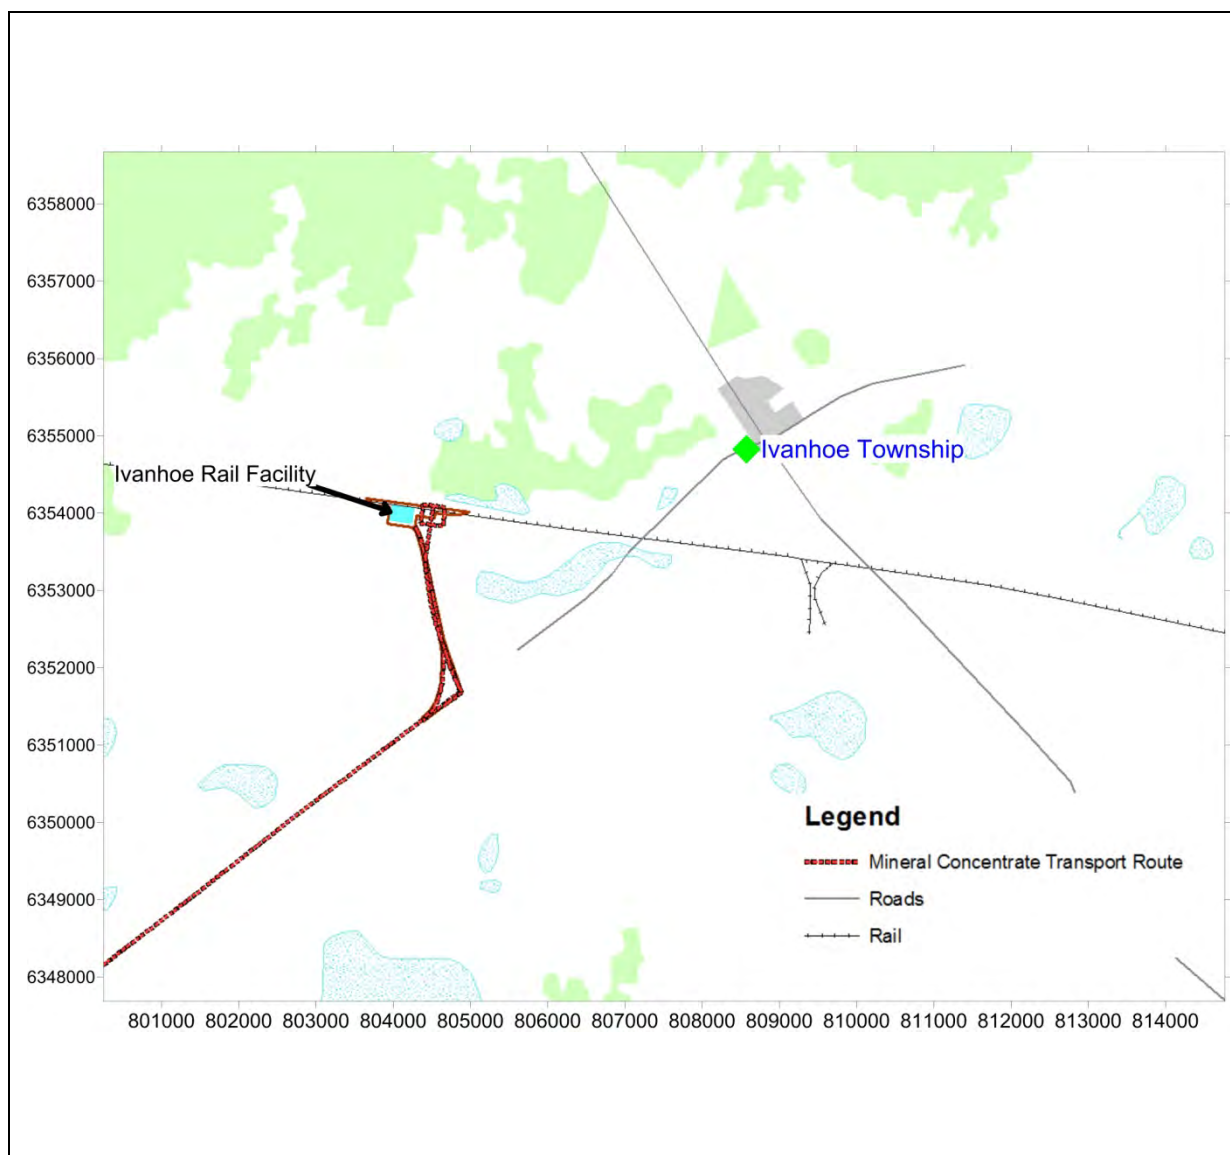 6358000
6357000
6356000
6355000
Ivanhoe Township
Ivanhoe Rail Facility
6354000
6353000
6352000
6351000
6350000
6349000
6348000
Legend
Mineral Concentrate Transport Route
Roads
Rail
801000 802000 803000 804000 805000 806000 807000 808000 809000 810000 811000 812000 813000 814000